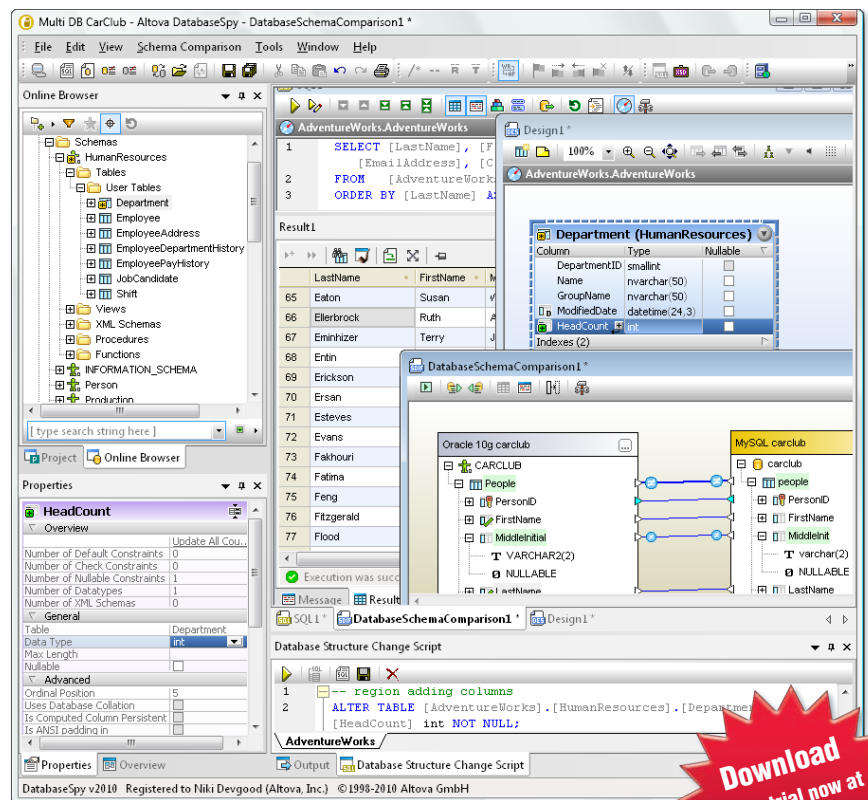 Multi DB CarClub - Altova DatabaseSpy - DatabaseSchemaComparison1 *
File Edit View Schema Comparison Tools Window Help
Online Browser
Schemas
HumanResources
Tables
User Tables
Department
Employee
EmployeeAddress
EmployeeDepartmentHistory
EmployeePayHistory
JobCandidate
Shift
Views
XML Schemas
Procedures
Functions
INFORMATION_SCHEMA
Person
Production
[ type search string here ]
Project Online Browser
Properties
HeadCount
Overview
Update All Cou..
Number of Default Constraints 0
Number of Check Constraints 0
Number of Nullable Constraints 1
Number of Datatypes 1
Number of XML Schemas 0
General
Table Department
Data Type int
Max Length
Nullable
Advanced
Ordinal Position 5
Uses Database Collation
Is Computed Column Persistent
Is ANSI padding in
Properties Overview
AdventureWorks.AdventureWorks
1 SELECT [LastName], [F
[EmailAddress], [C
2 FROM [AdventureWork
3 ORDER BY [LastName] A
Result1
LastName FirstName M
65 Eaton Susan
66 Ellerbrock Ruth A
67 Eminhizer Terry J
68 Entin
69 Erickson
70 Ersan
71 Esteves
72 Evans
73 Fakhouri
74 Fatima
75 Feng
76 Fitzgerald
77 Flood
Execution was succ
Message Result
Design1 *
100%
AdventureWorks.AdventureWorks
Department (HumanResources)
Column Type Nullable
DepartmentID smallint
Name nvarchar(50)
GroupName nvarchar(50)
ModifiedDate datetime(24,3)
HeadCount int
Indexes (2)
DatabaseSchemaComparison1 *
Oracle 10g carclub ...
CARCLUB
People
PersonID
FirstName
MiddleInitial
VARCHAR2(2)
NULLABLE
LastName
MySQL carclub
carclub
people
PersonID
FirstName
MiddleInit
varchar(2)
NULLABLE
LastName
SQL1 * DatabaseSchemaComparison1 * Design1 *
Database Structure Change Script
1 -- region adding columns
2 ALTER TABLE [AdventureWorks].[HumanResources].[Departme
[HeadCount] int NOT NULL;
AdventureWorks
Output Database Structure Change Script
DatabaseSpy v2010 Registered to Niki Devgood (Altova, Inc.) ©1998-2010 Altova GmbH
Download
trial now at